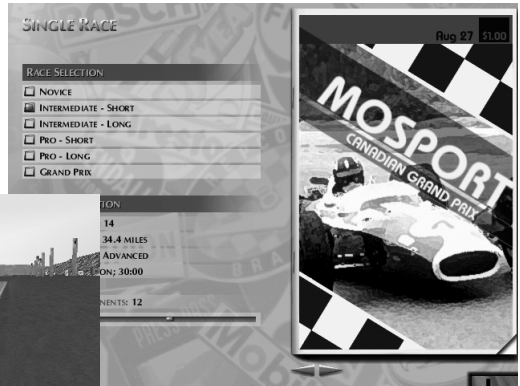 Single Race
Aug 27 $1.00
Race Selection
Novice
Intermediate - Short
Intermediate - Long
Pro - Short
Pro - Long
Grand Prix
MOSPORT
CANADIAN GRAND PRIX
14
34.4 miles
Advanced
30:00
12
Mobil